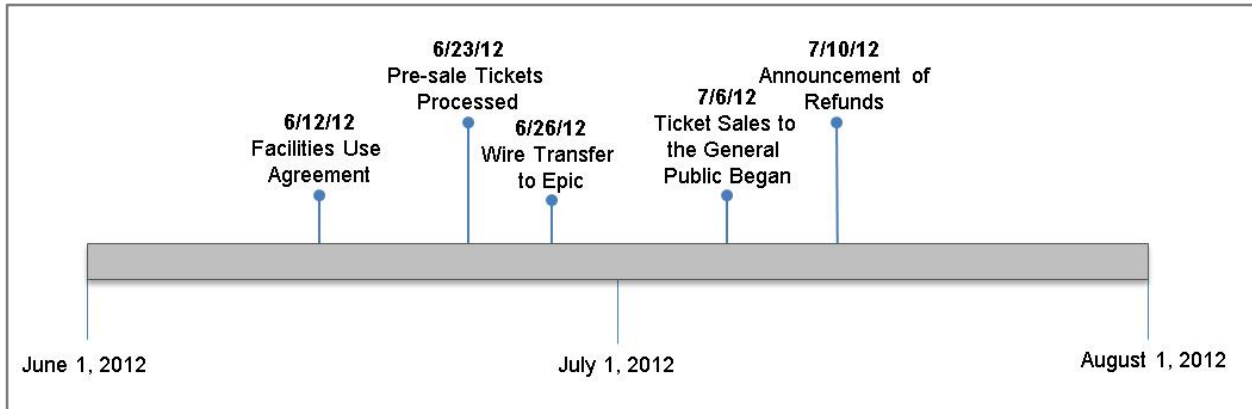 6/12/12
Facilities Use
Agreement
6/23/12
Pre-sale Tickets
Processed
6/26/12
Wire Transfer
to Epic
7/6/12
Ticket Sales to
the General
Public Began
7/10/12
Announcement of
Refunds
June 1, 2012
July 1, 2012
August 1, 2012